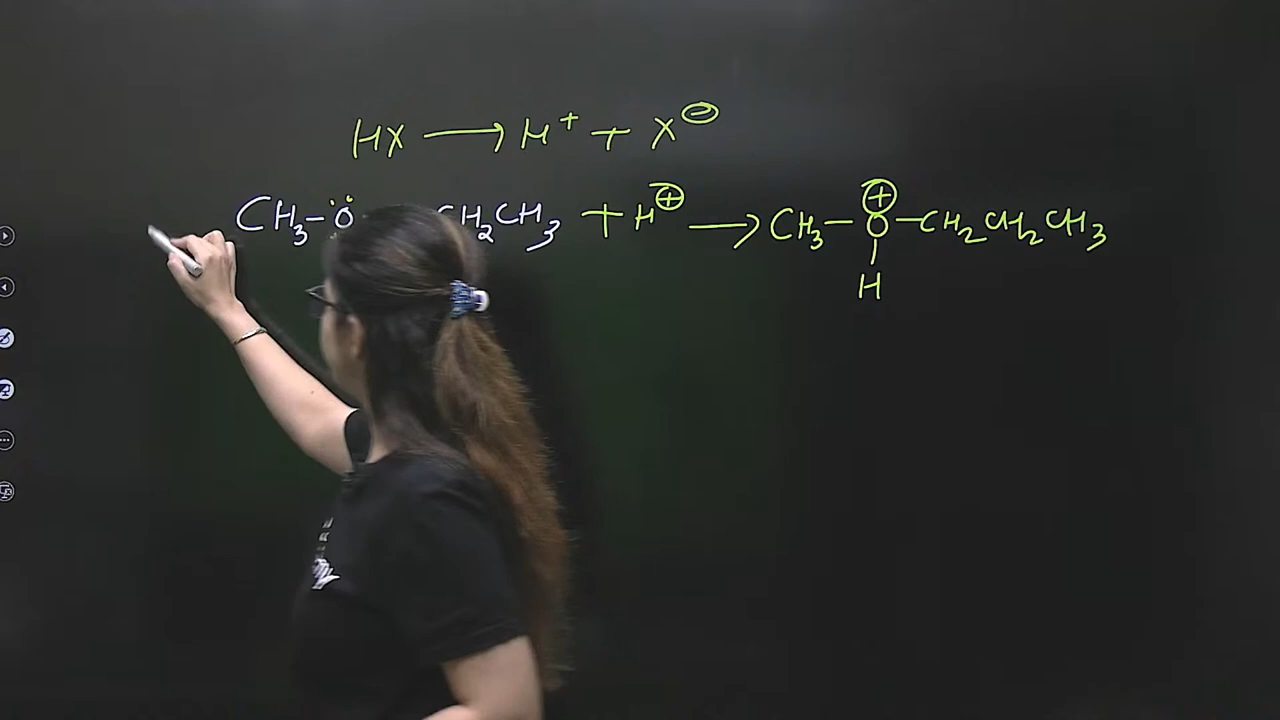 HX ⟶ H⁺ + X⊖
CH₃–Ö CH₂CH₃ + H⊕ ⟶ CH₃–O⊕–CH₂CH₂CH₃
H